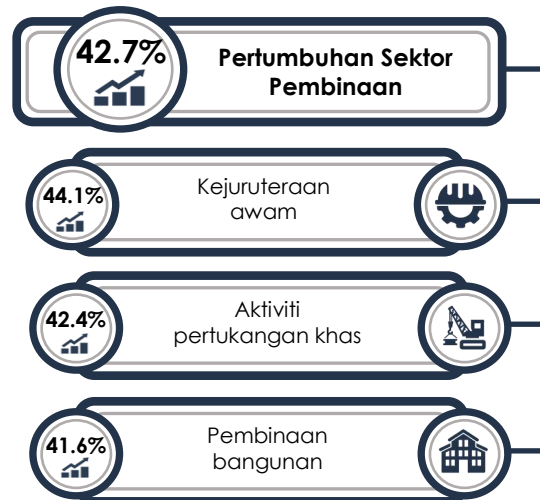 42.7%
Pertumbuhan Sektor
Pembinaan
44.1%
Kejuruteraan
awam
42.4%
Aktiviti
pertukangan khas
41.6%
Pembinaan
bangunan